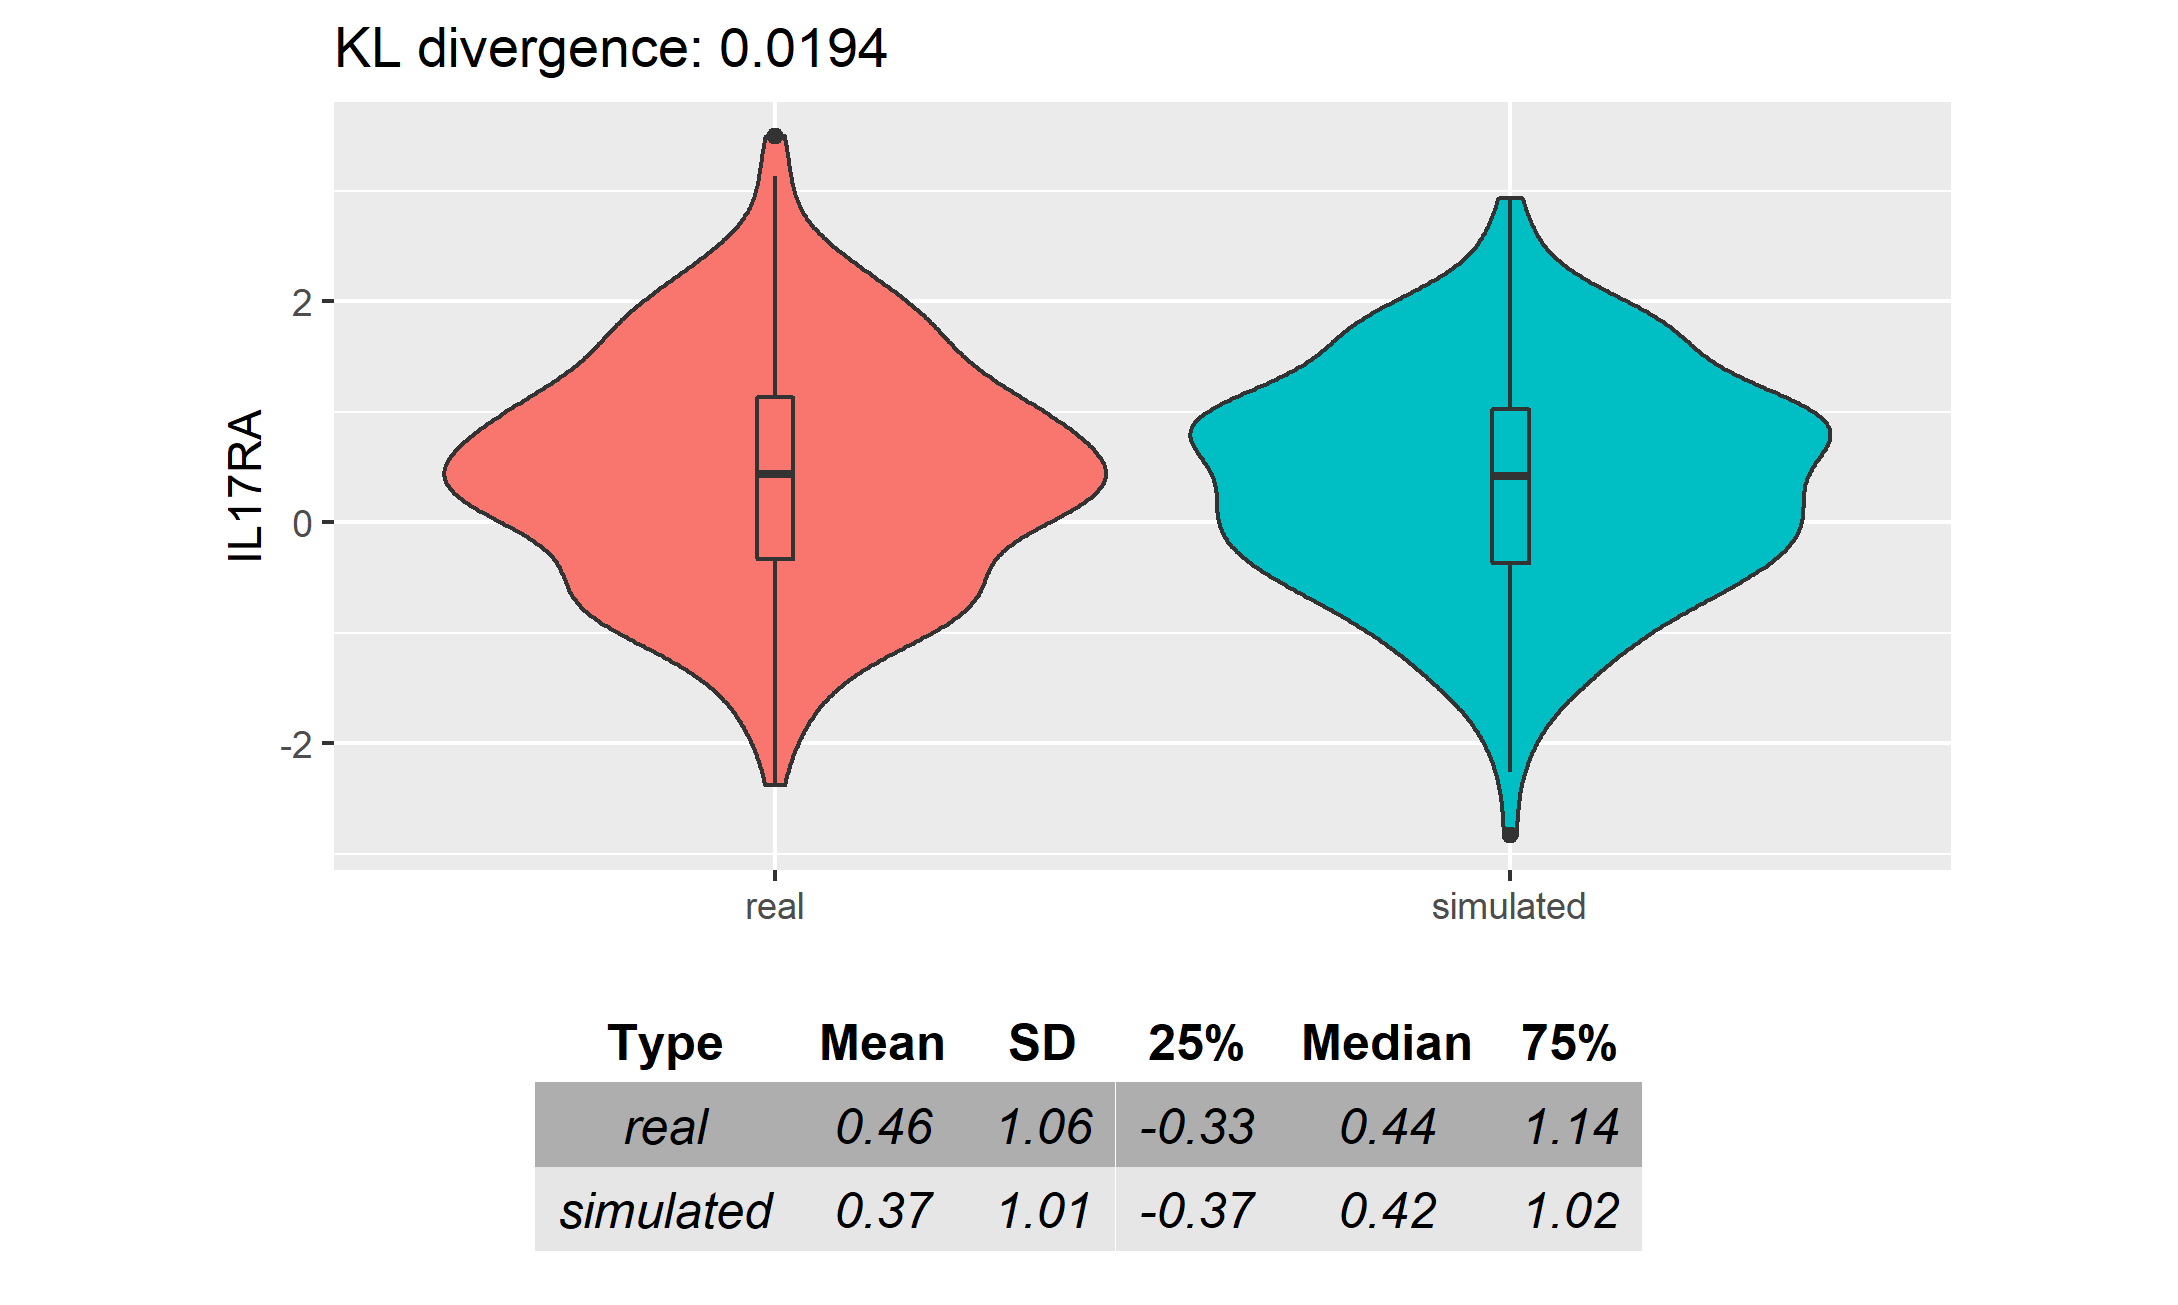 KL divergence: 0.0194
IL17RA
2
0
-2
real simulated
Type Mean SD 25% Median 75%
real 0.46 1.06 -0.33 0.44 1.14
simulated 0.37 1.01 -0.37 0.42 1.02